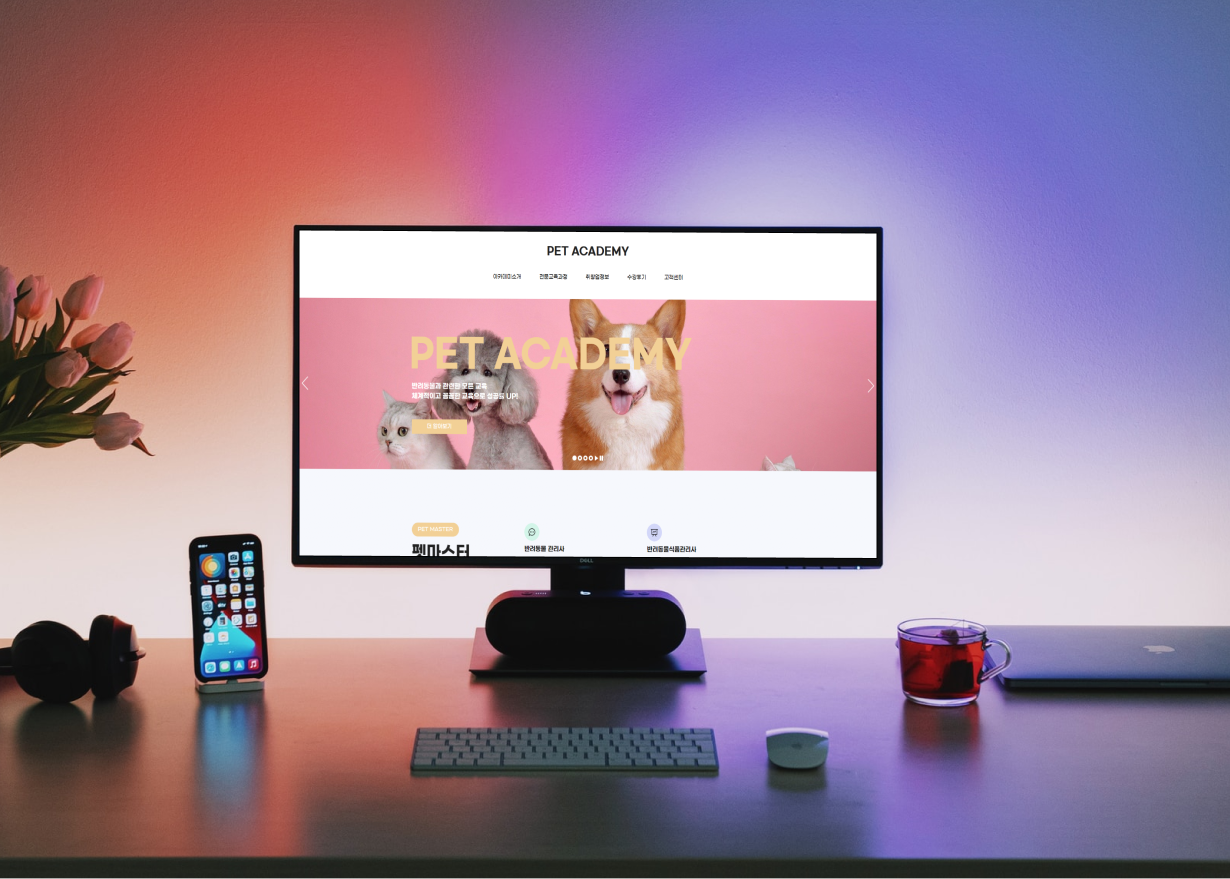 PET ACADEMY
아카데미소개 전문교육과정 취창업정보 수강후기 고객센터
PET ACADEMY
반려동물과 관련한 모든 교육
체계적이고 꼼꼼한 교육으로 성공율 UP!
더 알아보기
PET MASTER
펫마스터
반려동물 관리사
반려동물식품관리사
DELL